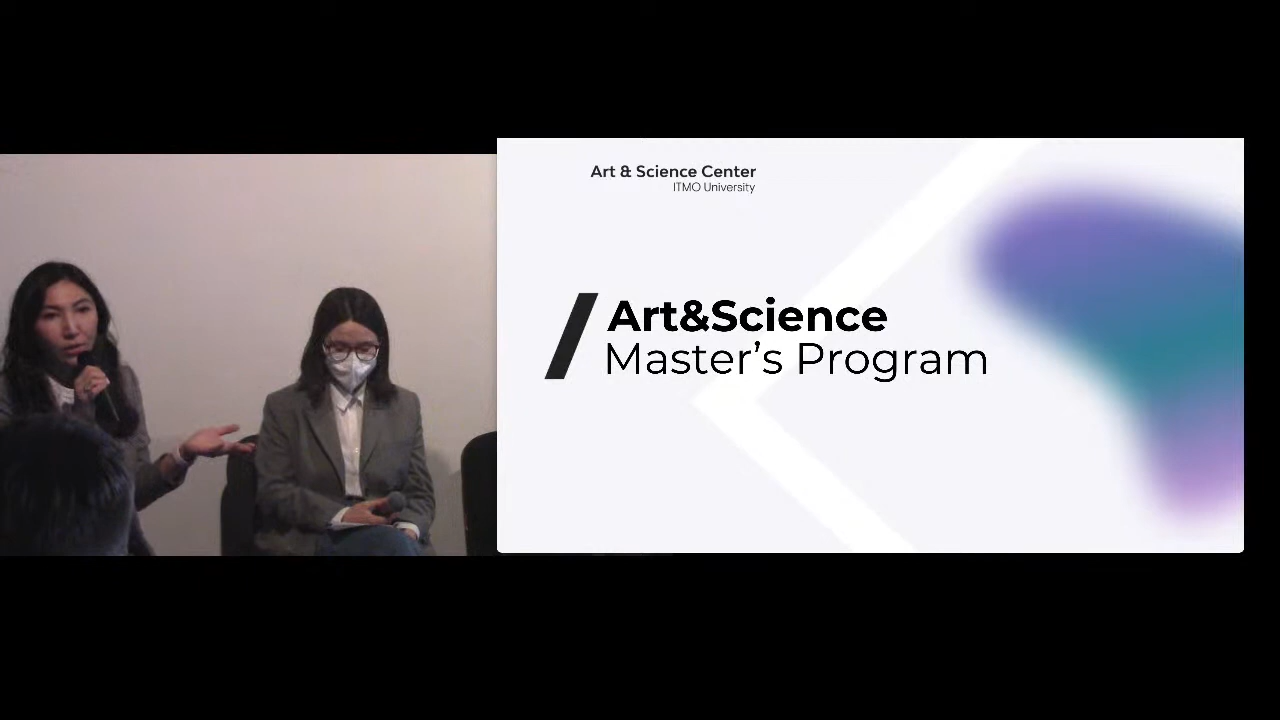 Art & Science Center
ITMO University
Art&Science
Master’s Program